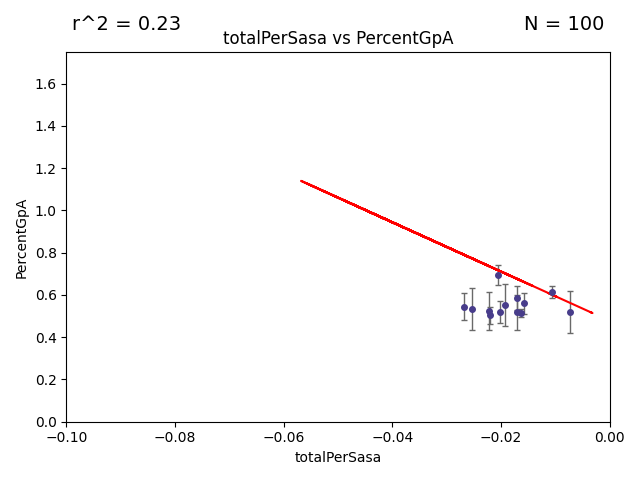 r^2 = 0.23
N = 100
totalPerSasa vs PercentGpA
PercentGpA
1.6
1.4
1.2
1.0
0.8
0.6
0.4
0.2
0.0
−0.10 −0.08 −0.06 −0.04 −0.02 0.00
totalPerSasa